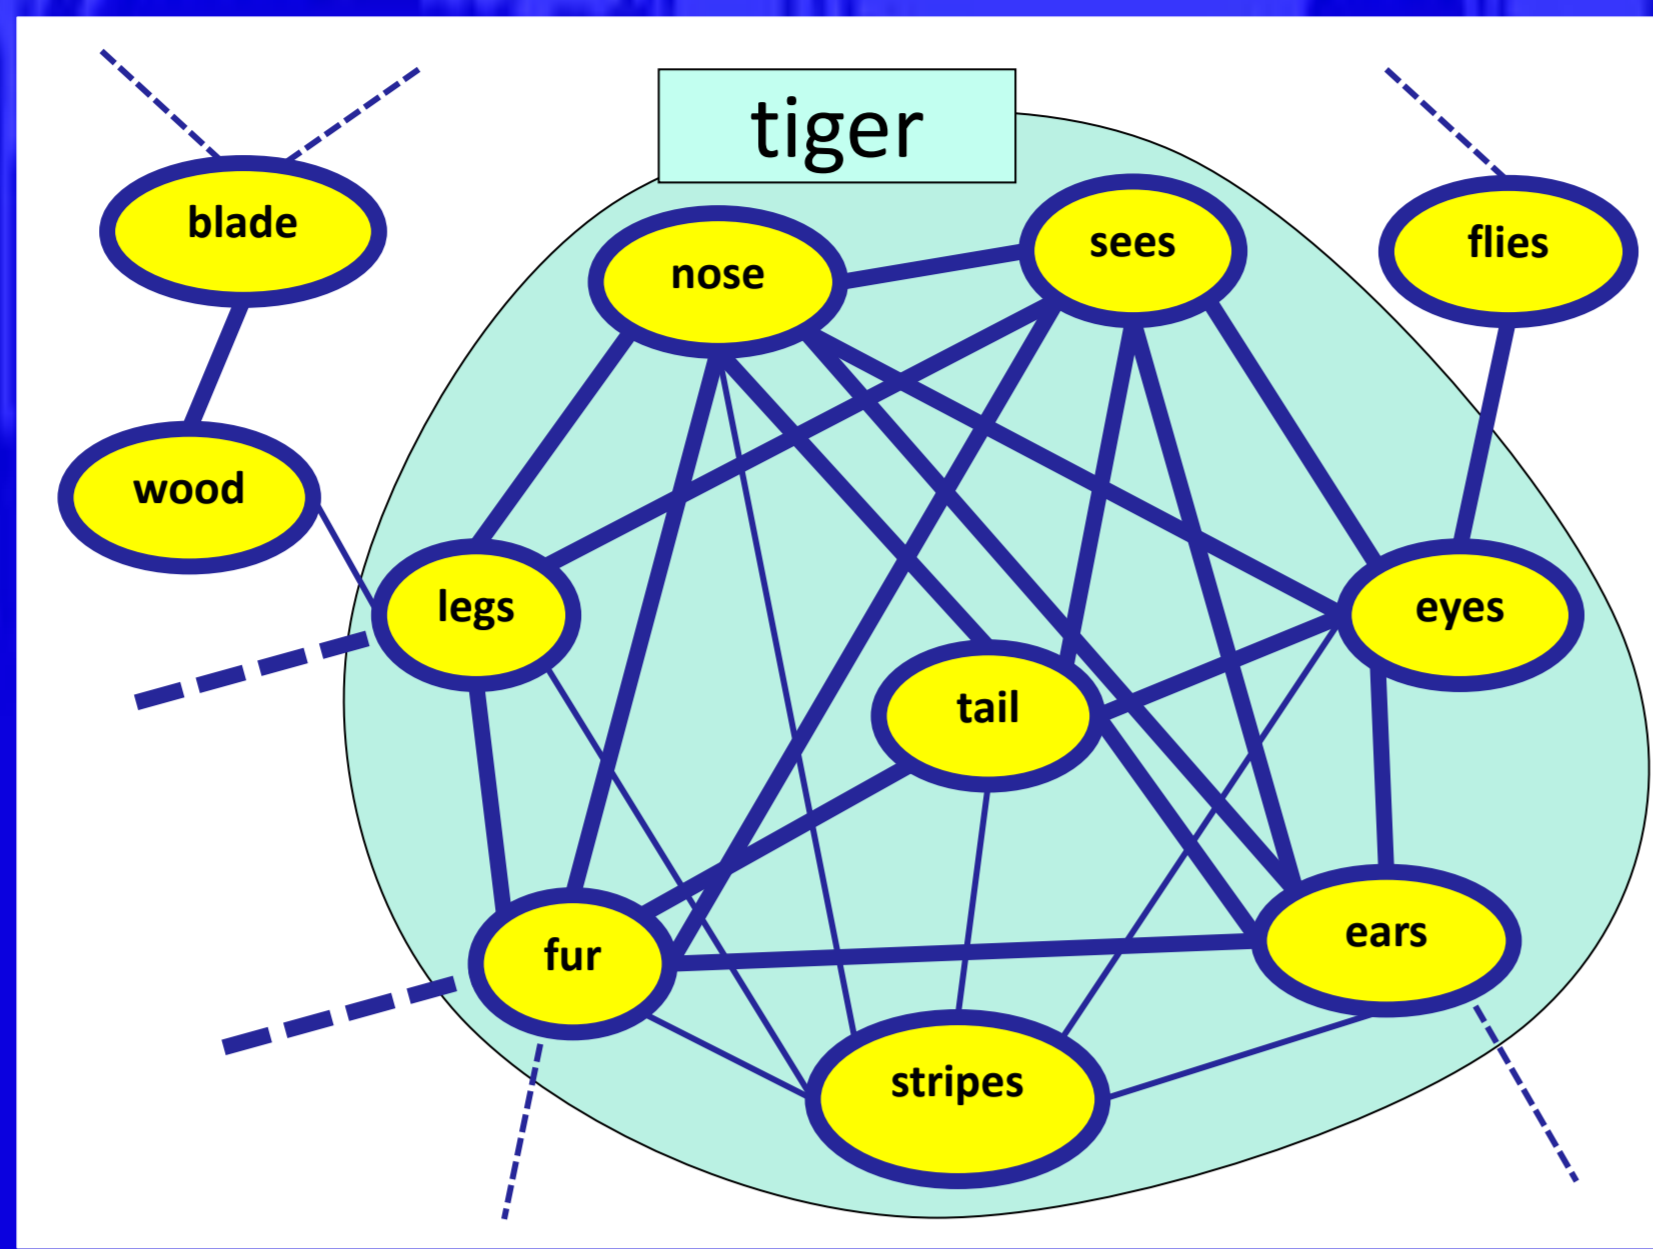 tiger
blade
nose
sees
flies
wood
legs
eyes
tail
fur
ears
stripes